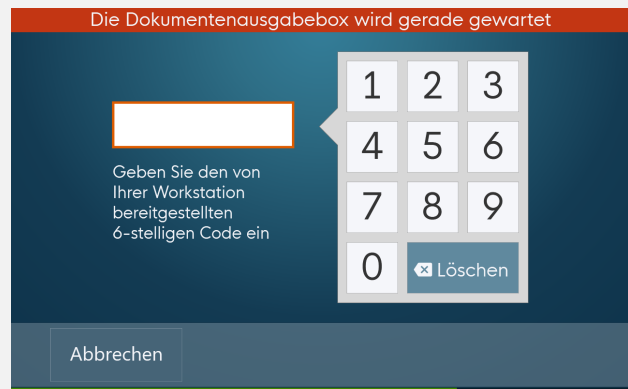 Die Dokumentenausgabebox wird gerade gewartet
1 2 3
Geben Sie den von
Ihrer Workstation
bereitgestellten
6-stelligen Code ein
4 5 6
7 8 9
0 Löschen
Abbrechen